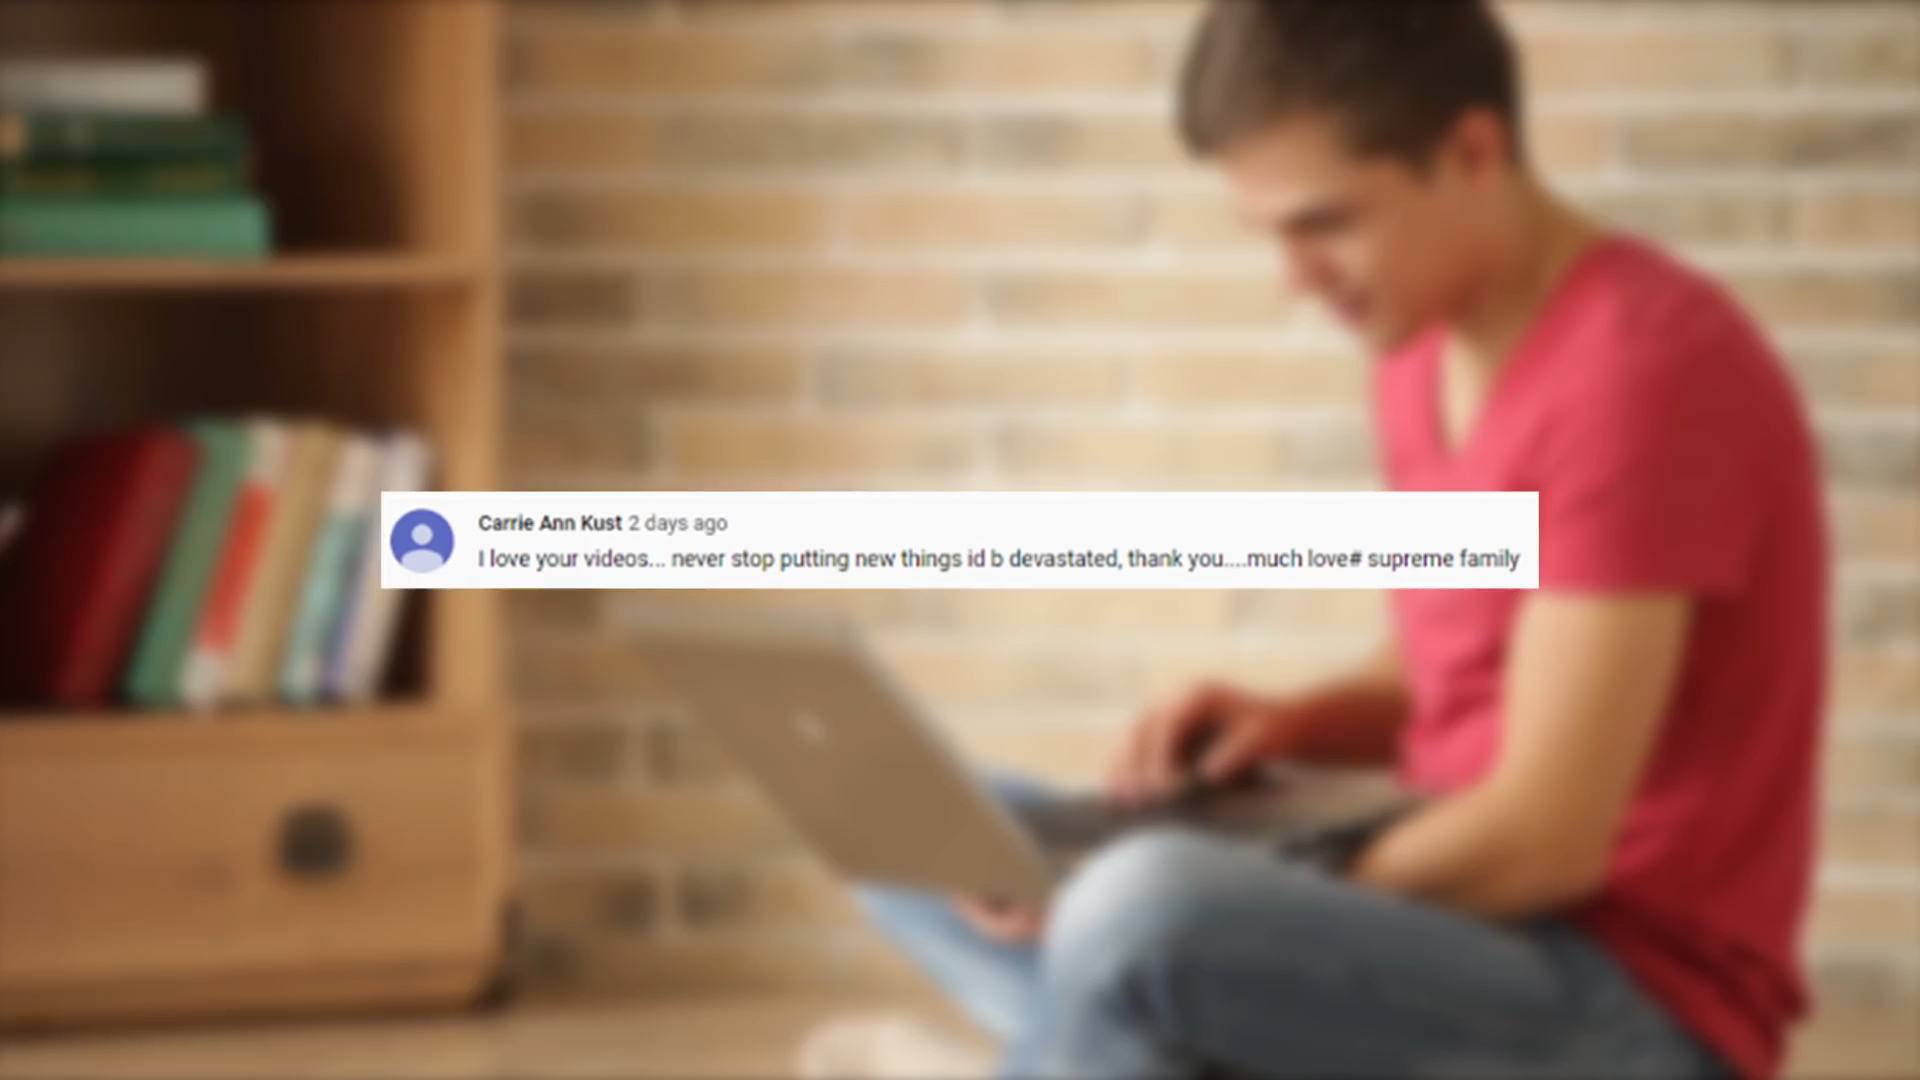 Carrie Ann Kust 2 days ago
I love your videos... never stop putting new things id b devastated, thank you....much love# supreme family